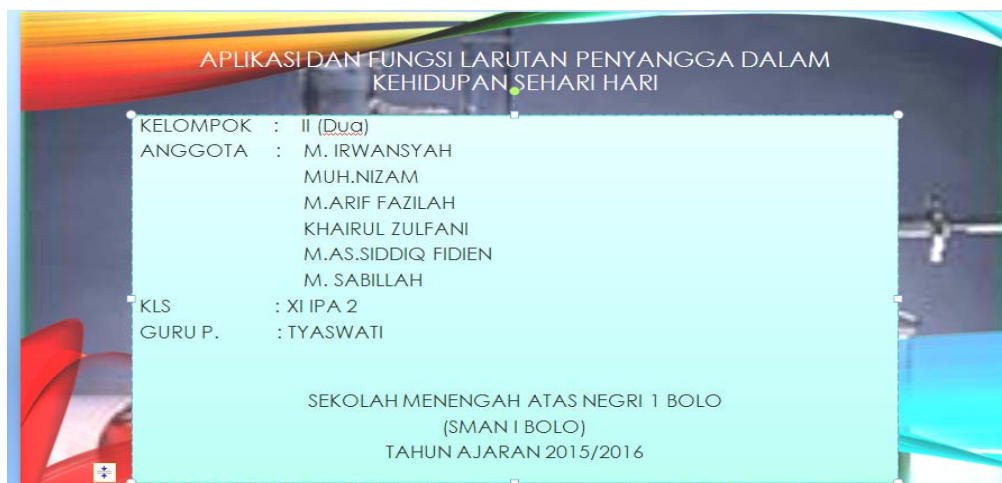 APLIKASI DAN FUNGSI LARUTAN PENYANGGA DALAM
KEHIDUPAN SEHARI HARI
KELOMPOK : II (Dua)
ANGGOTA : M. IRWANSYAH
MUH.NIZAM
M.ARIF FAZILAH
KHAIRUL ZULFANI
M.AS.SIDDIQ FIDIEN
M. SABILLAH
KLS : XI IPA 2
GURU P. : TYASWATI
SEKOLAH MENENGAH ATAS NEGRI 1 BOLO
(SMAN I BOLO)
TAHUN AJARAN 2015/2016